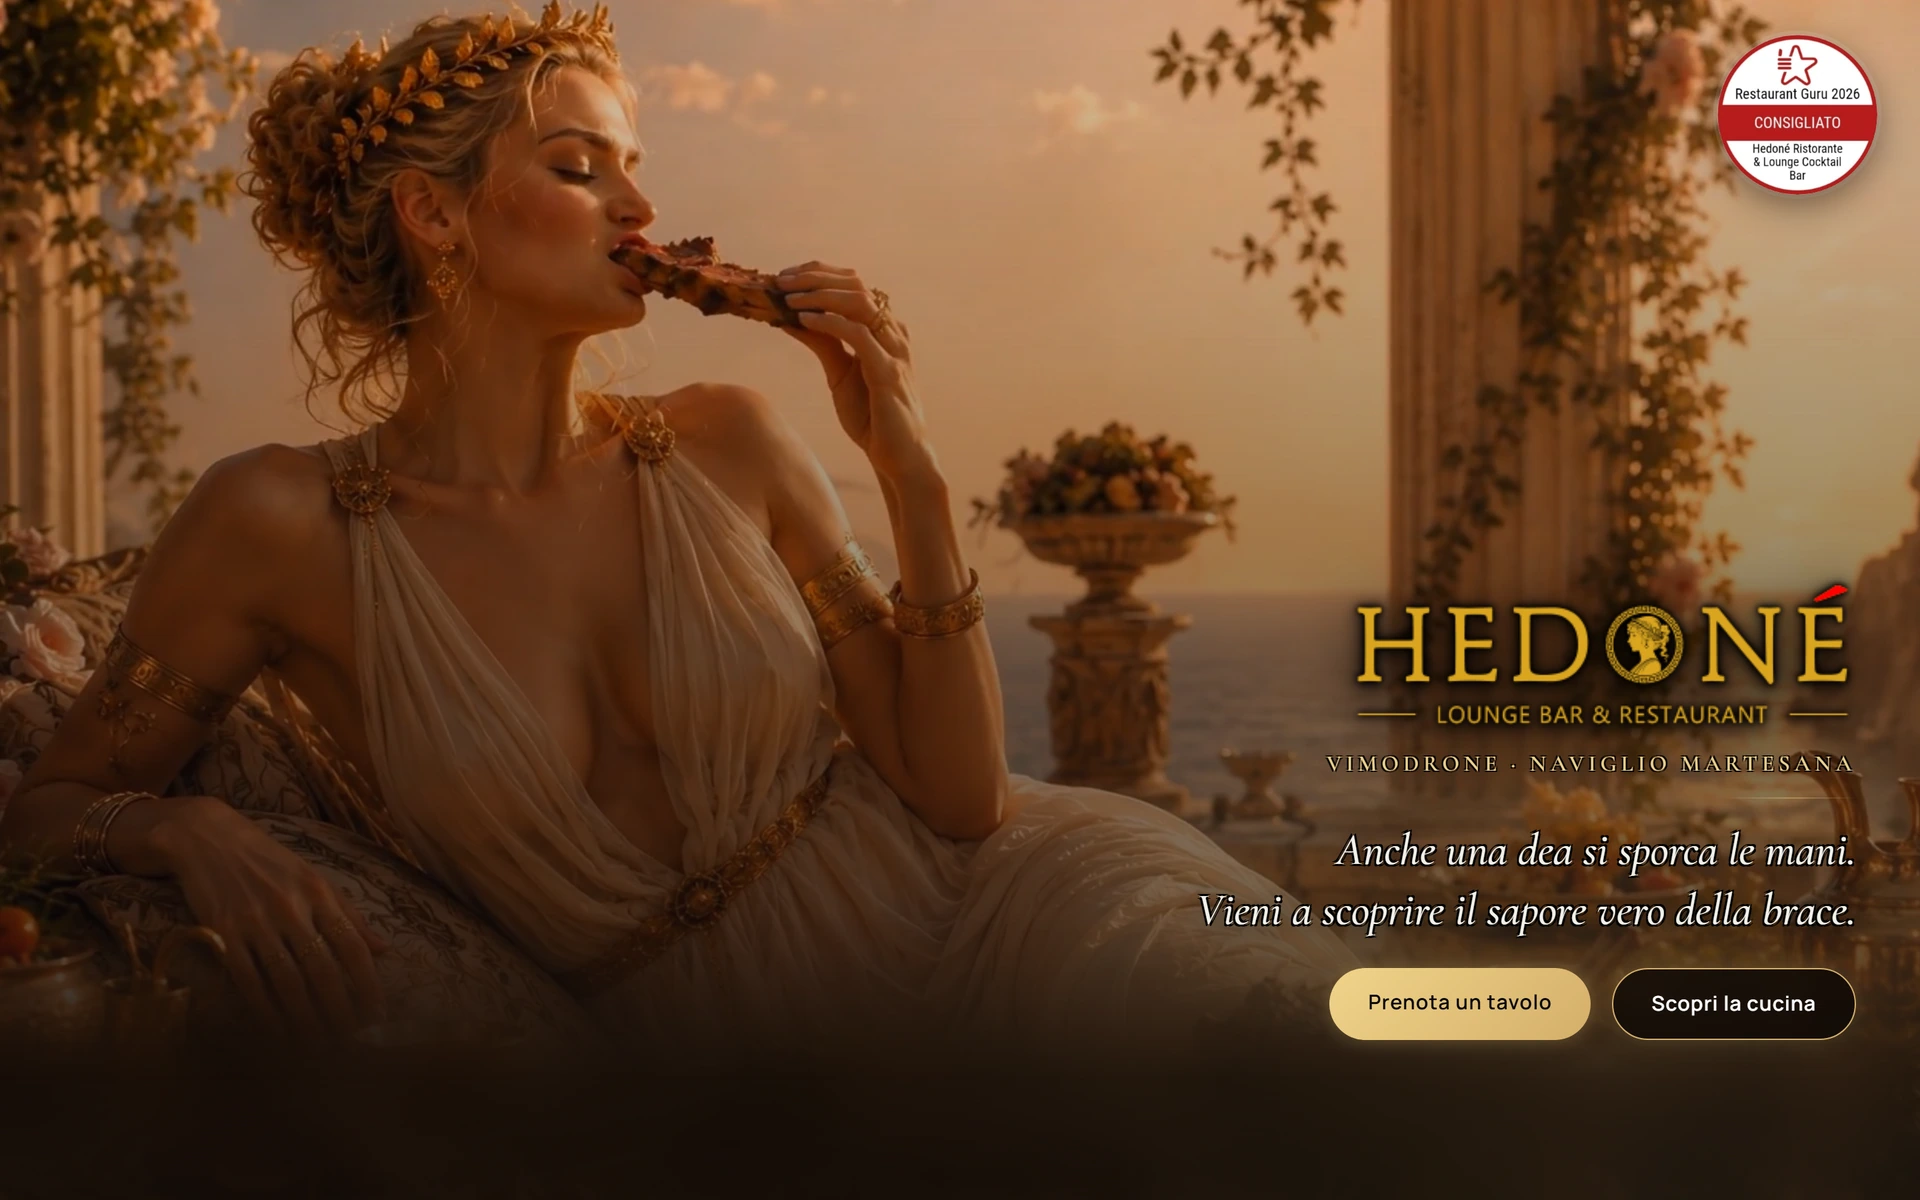 Restaurant Guru 2026
CONSIGLIATO
Hedoné Ristorante
& Lounge Cocktail
Bar
HEDONÉ
LOUNGE BAR & RESTAURANT
VIMODRONE · NAVIGLIO MARTESANA
Anche una dea si sporca le mani.
Vieni a scoprire il sapore vero della brace.
Prenota un tavolo
Scopri la cucina